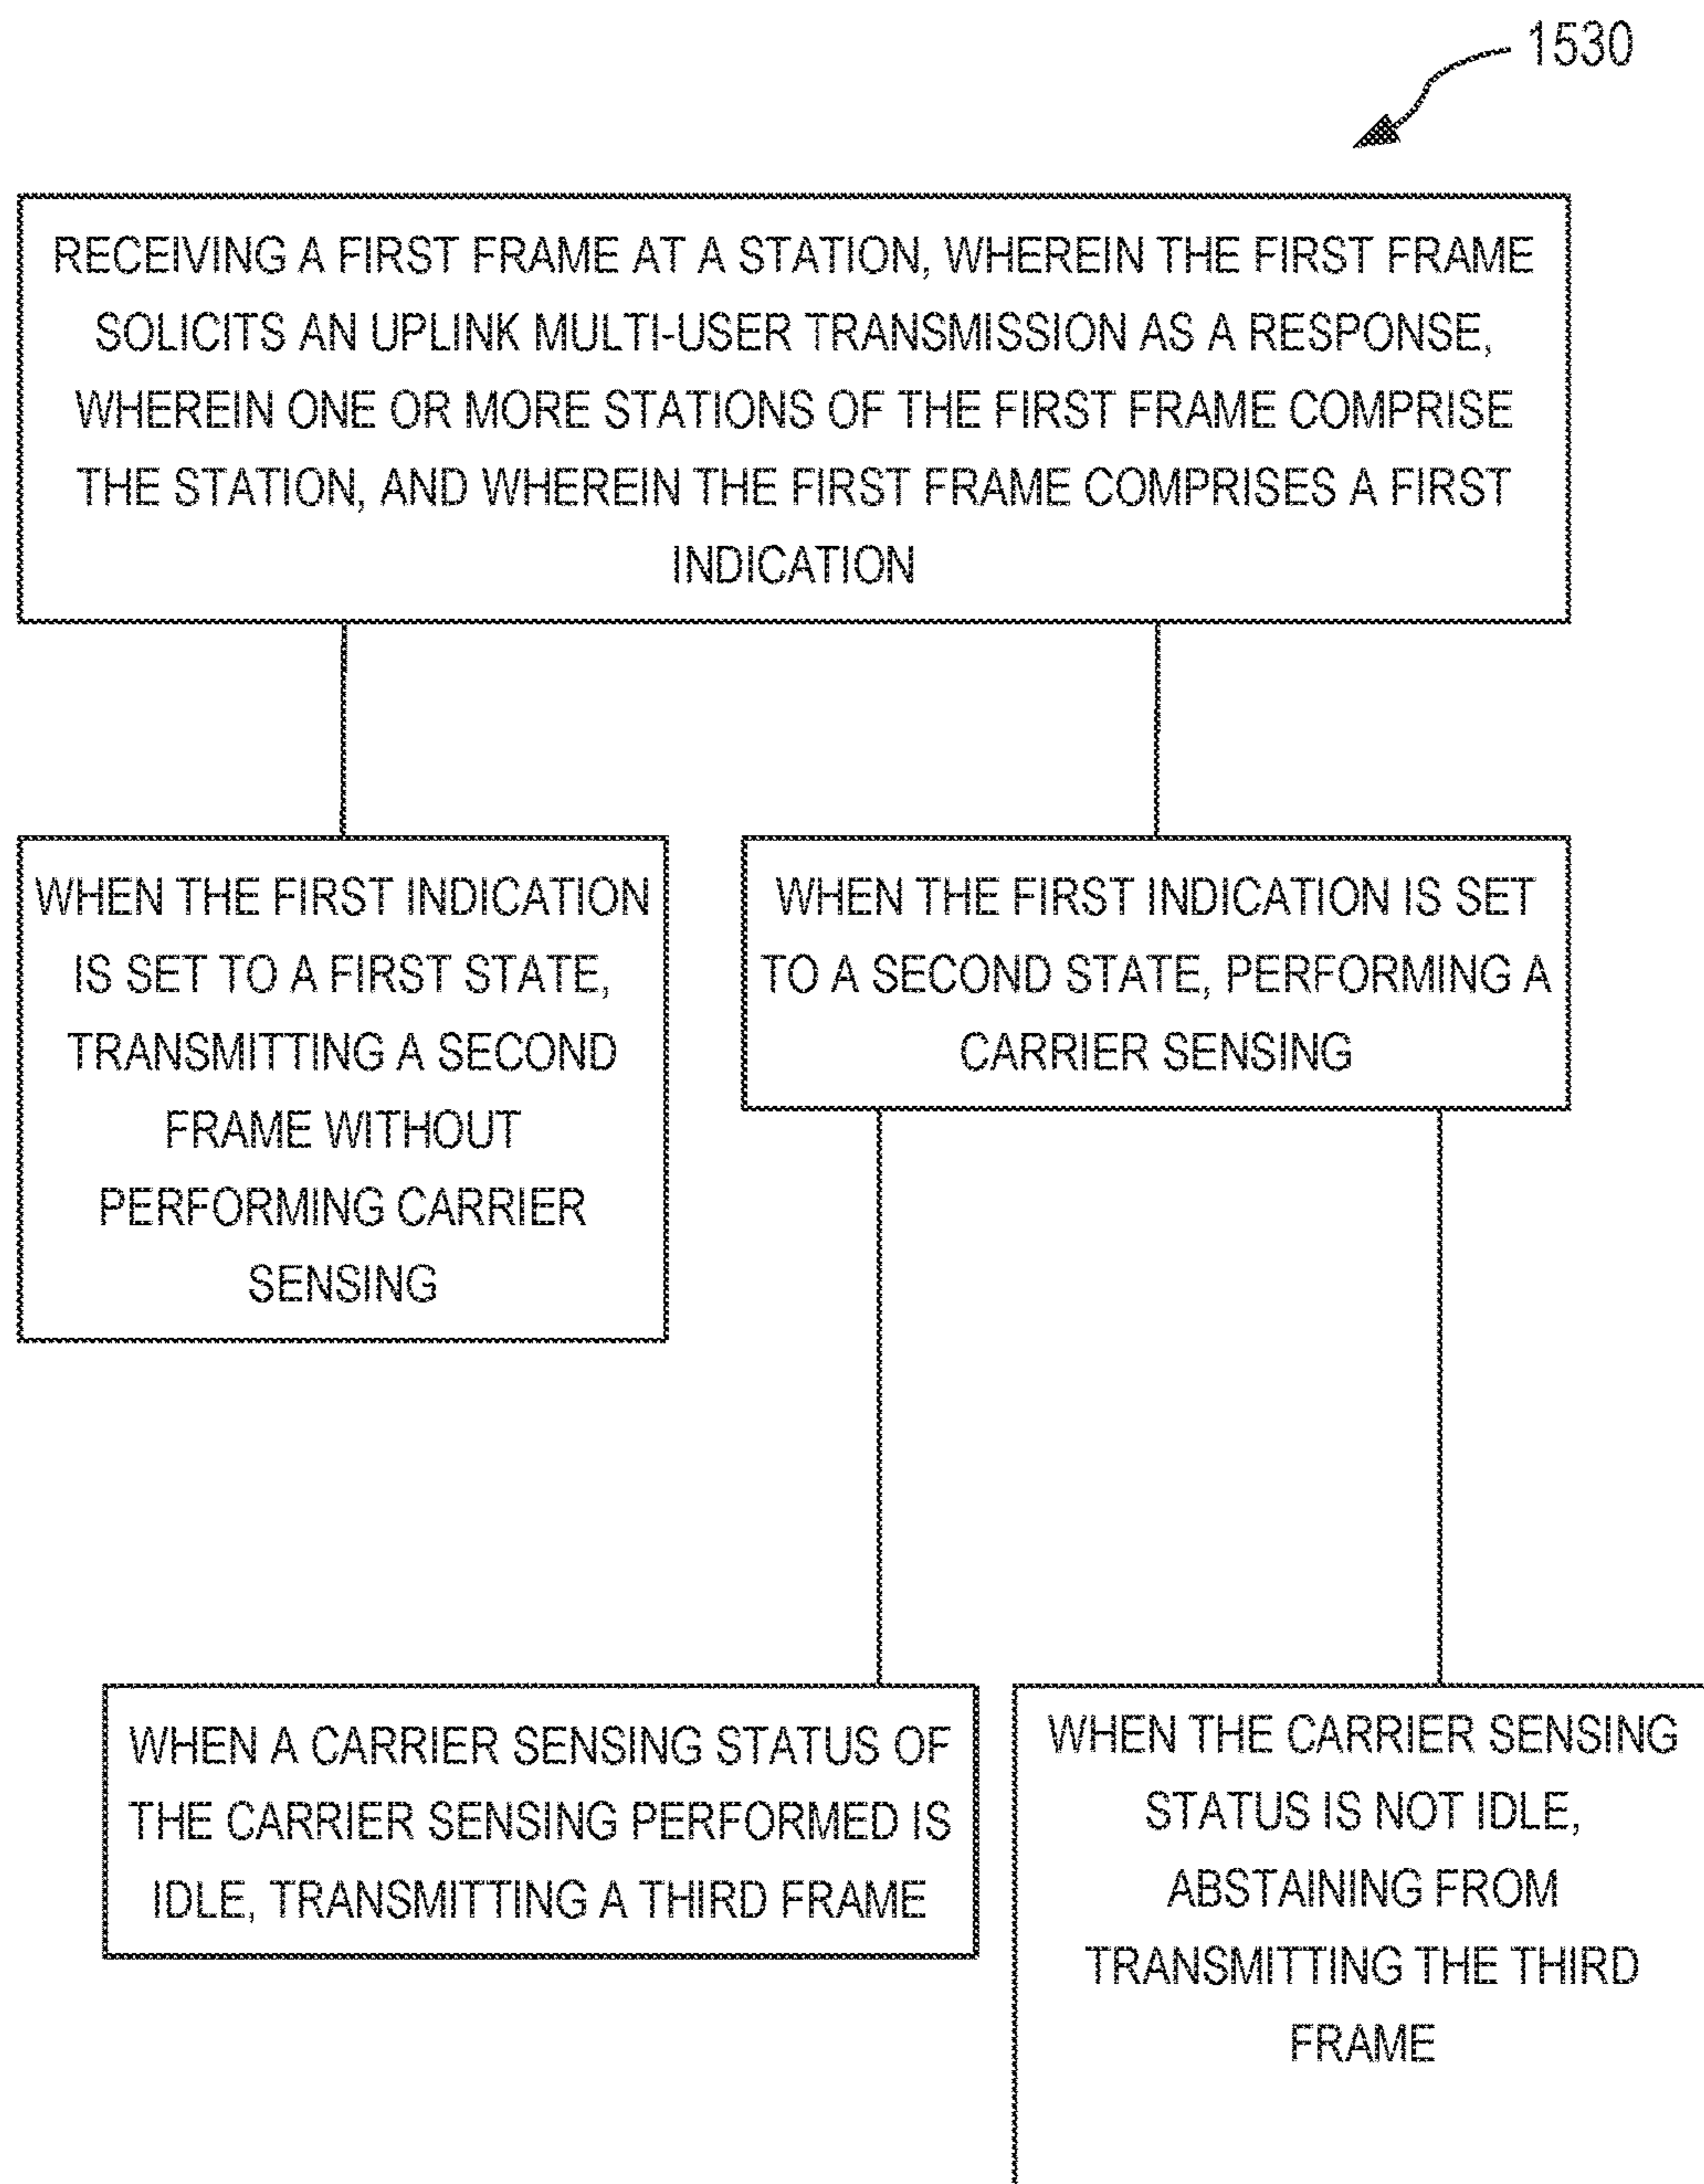 1530
RECEIVING A FIRST FRAME AT A STATION, WHEREIN THE FIRST FRAME
SOLICITS AN UPLINK MULTI-USER TRANSMISSION AS A RESPONSE,
WHEREIN ONE OR MORE STATIONS OF THE FIRST FRAME COMPRISE
THE STATION, AND WHEREIN THE FIRST FRAME COMPRISES A FIRST
INDICATION
WHEN THE FIRST INDICATION
IS SET TO A FIRST STATE,
TRANSMITTING A SECOND
FRAME WITHOUT
PERFORMING CARRIER
SENSING
WHEN THE FIRST INDICATION IS SET
TO A SECOND STATE, PERFORMING A
CARRIER SENSING
WHEN A CARRIER SENSING STATUS OF
THE CARRIER SENSING PERFORMED IS
IDLE, TRANSMITTING A THIRD FRAME
WHEN THE CARRIER SENSING
STATUS IS NOT IDLE,
ABSTAINING FROM
TRANSMITTING THE THIRD
FRAME